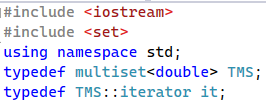 #include <iostream>
#include <set>
using namespace std;
typedef multiset<double> TMS;
typedef TMS::iterator it;